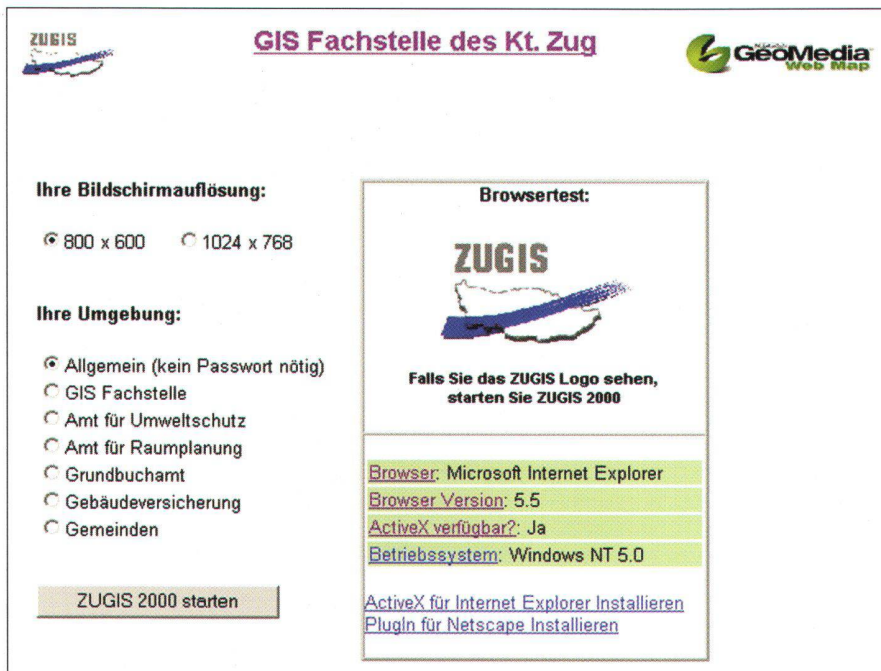 ZUGIS
GIS Fachstelle des Kt. Zug
GeoMedia
Web Map
Ihre Bildschirmauflösung:
800 x 600
1024 x 768
Ihre Umgebung:
Allgemein (kein Passwort nötig)
GIS Fachstelle
Amt für Umweltschutz
Amt für Raumplanung
Grundbuchamt
Gebäudeversicherung
Gemeinden
ZUGIS 2000 starten
Browsertest:
ZUGIS
Falls Sie das ZUGIS Logo sehen,
starten Sie ZUGIS 2000
Browser: Microsoft Internet Explorer
Browser Version: 5.5
ActiveX verfügbar?: Ja
Betriebssystem: Windows NT 5.0
ActiveX für Internet Explorer Installieren
PlugIn für Netscape Installieren